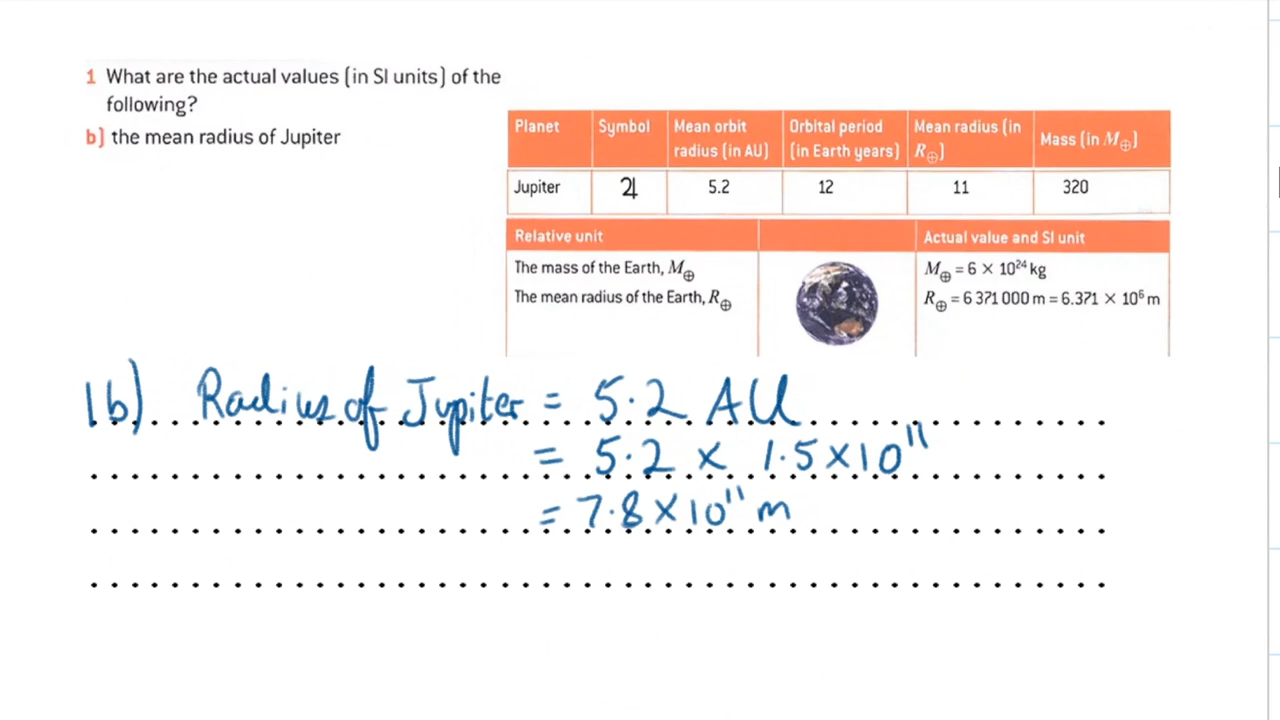 1 What are the actual values (in SI units) of the
following?
b) the mean radius of Jupiter
Planet Symbol Mean orbit radius (in AU) Orbital period (in Earth years) Mean radius (in R⊕) Mass (in M⊕)
Jupiter ♃ 5.2 12 11 320
Relative unit Actual value and SI unit
The mass of the Earth, M⊕ M⊕ = 6 × 10²⁴ kg
The mean radius of the Earth, R⊕ R⊕ = 6 371 000 m = 6.371 × 10⁶ m
1b) Radius of Jupiter = 5.2 AU
= 5.2 × 1.5×10¹¹
= 7.8×10¹¹ m